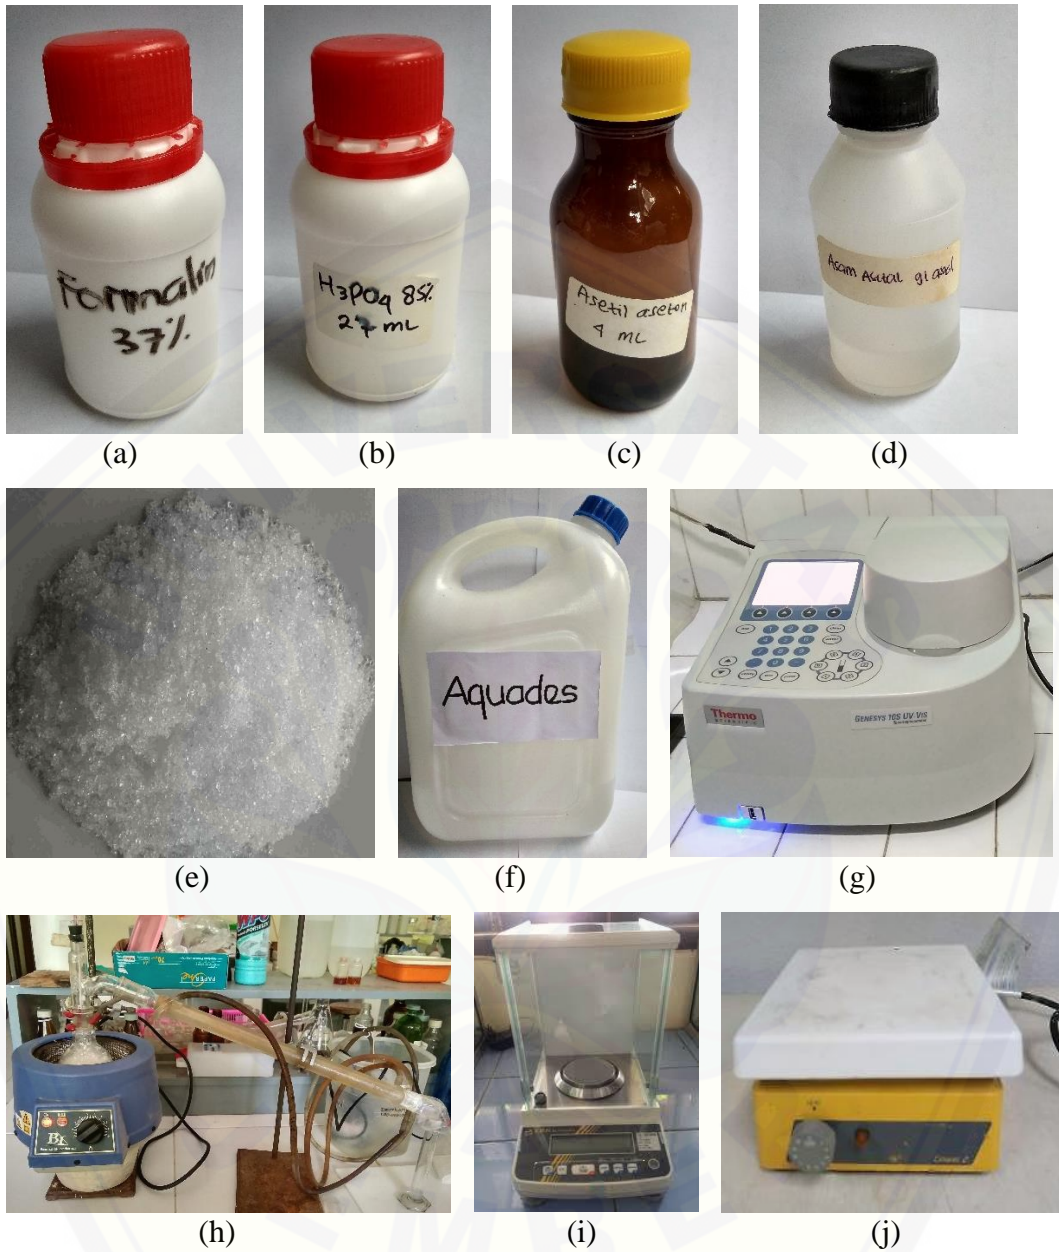 Formalin
37%
H3PO4 85%
27 mL
Asetil aseton
4 mL
Asam Asetat glasial
(a)
(b)
(c)
(d)
Aquades
Thermo
SCIENTIFIC
GENESYS 10S UV-Vis
(e)
(f)
(g)
(h)
(i)
(j)